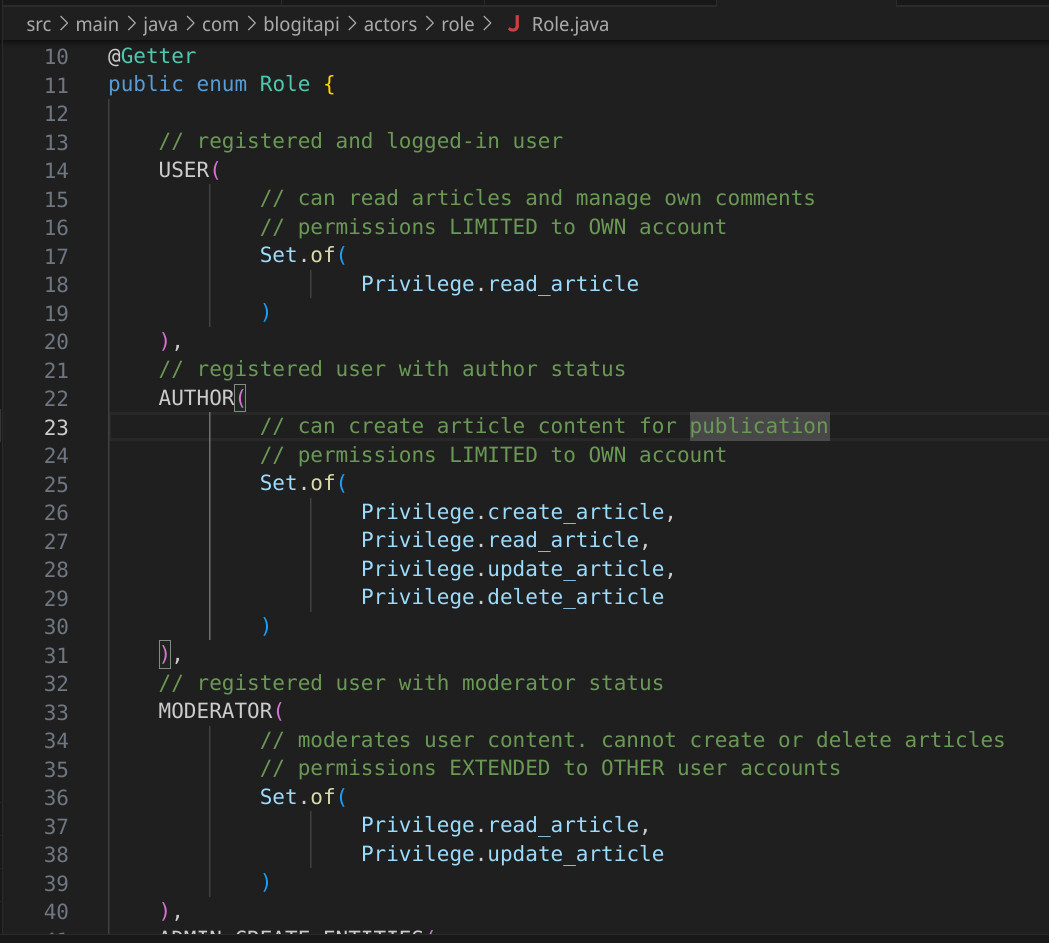 src > main > java > com > blogitapi > actors > role > J Role.java
10 @Getter
11 public enum Role {
12
13 // registered and logged-in user
14 USER(
15 // can read articles and manage own comments
16 // permissions LIMITED to OWN account
17 Set.of(
18 Privilege.read_article
19 )
20 ),
21 // registered user with author status
22 AUTHOR(
23 // can create article content for publication
24 // permissions LIMITED to OWN account
25 Set.of(
26 Privilege.create_article,
27 Privilege.read_article,
28 Privilege.update_article,
29 Privilege.delete_article
30 )
31 ),
32 // registered user with moderator status
33 MODERATOR(
34 // moderates user content. cannot create or delete articles
35 // permissions EXTENDED to OTHER user accounts
36 Set.of(
37 Privilege.read_article,
38 Privilege.update_article
39 )
40 ),